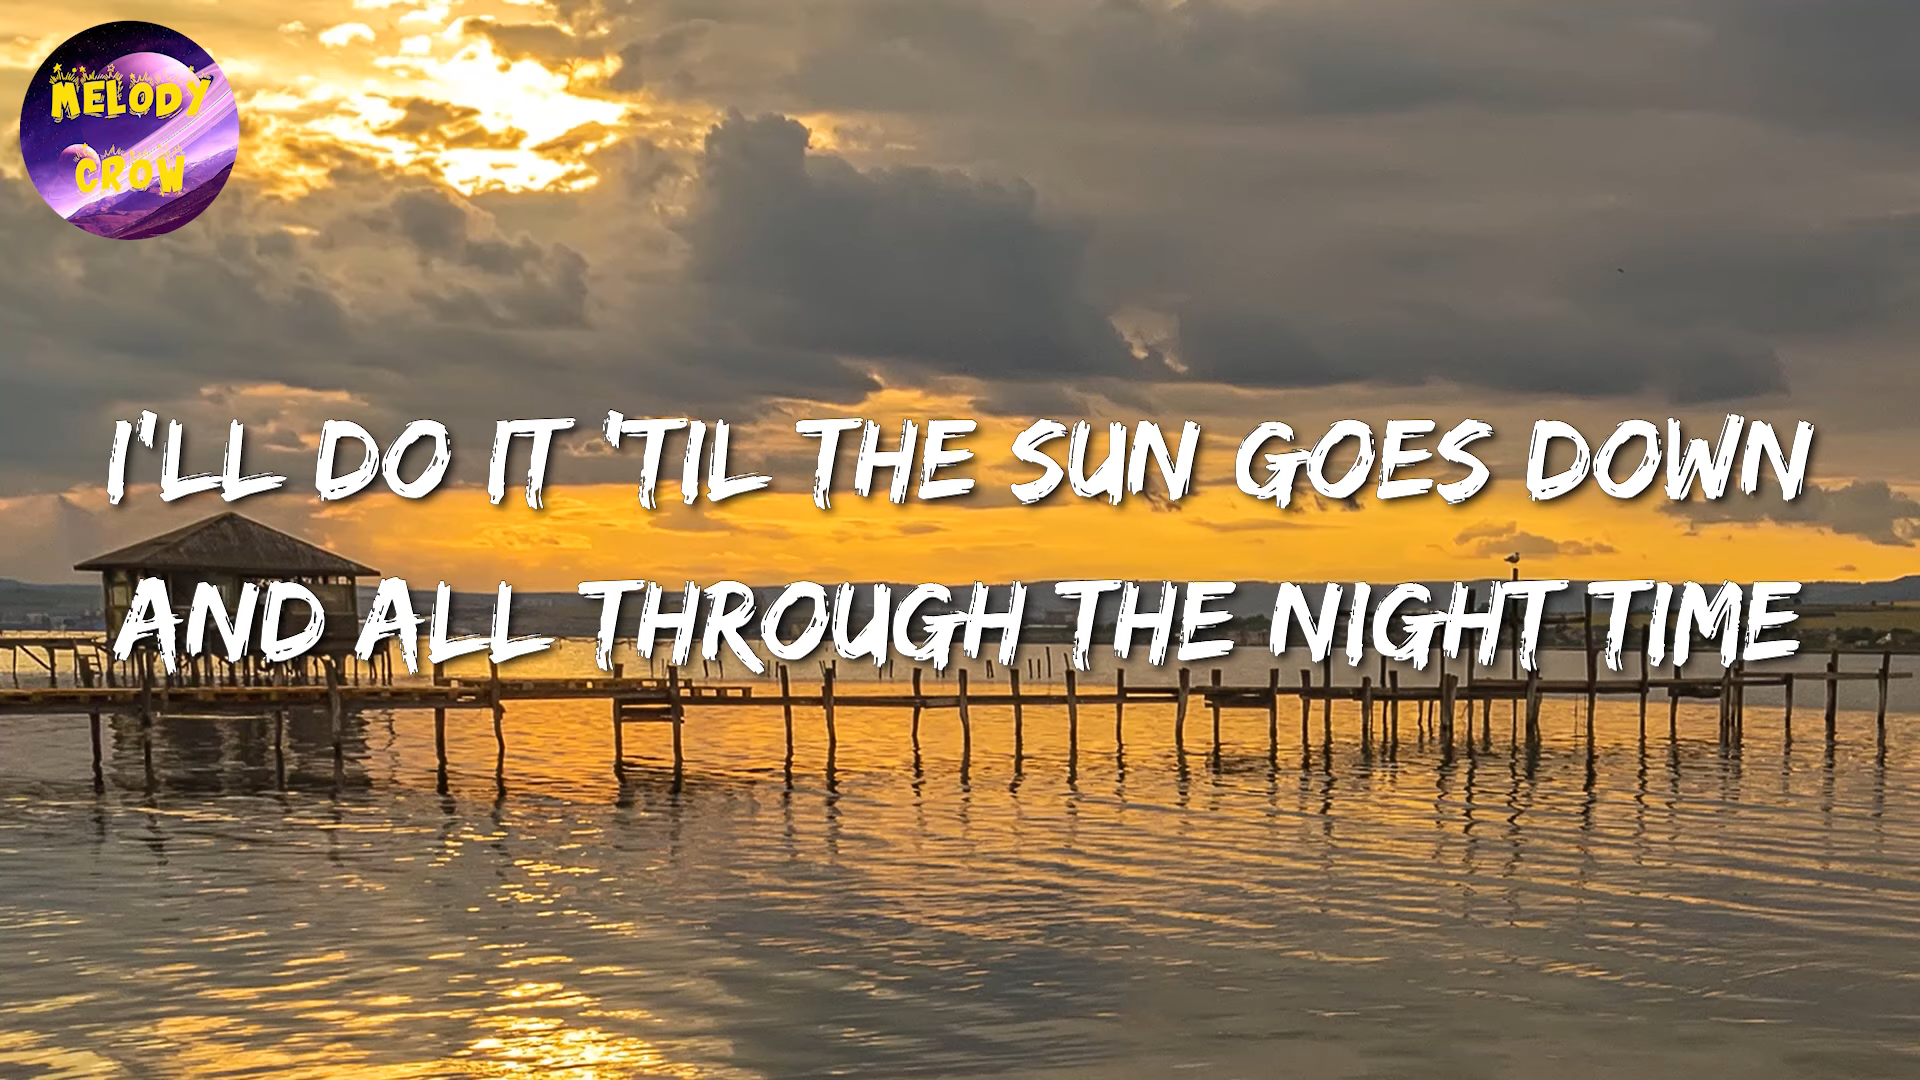 MELODY
CROW
I'LL DO IT 'TIL THE SUN GOES DOWN
AND ALL THROUGH THE NIGHT TIME